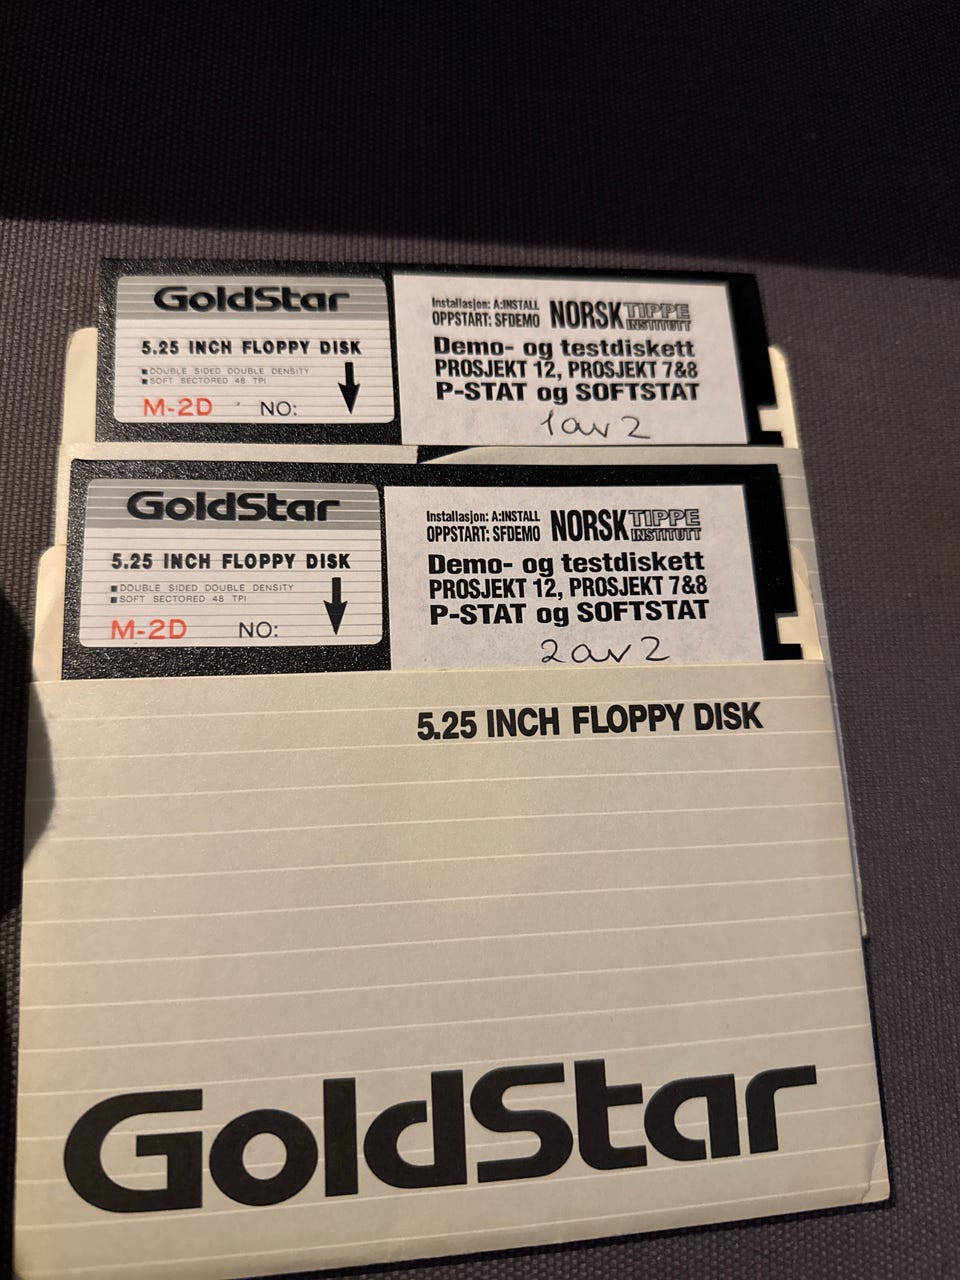 GoldStar
5.25 INCH FLOPPY DISK
■ DOUBLE SIDED DOUBLE DENSITY
■ SOFT SECTORED 48 TPI
M-2D NO:
Installasjon: A:INSTALL
OPPSTART: SFDEMO
NORSK TIPPE INSTITUTT
Demo- og testdiskett
PROSJEKT 12, PROSJEKT 7&8
P-STAT og SOFTSTAT
1 av 2
GoldStar
5.25 INCH FLOPPY DISK
■ DOUBLE SIDED DOUBLE DENSITY
■ SOFT SECTORED 48 TPI
M-2D NO:
Installasjon: A:INSTALL
OPPSTART: SFDEMO
NORSK TIPPE INSTITUTT
Demo- og testdiskett
PROSJEKT 12, PROSJEKT 7&8
P-STAT og SOFTSTAT
2 av 2
5.25 INCH FLOPPY DISK
GoldStar